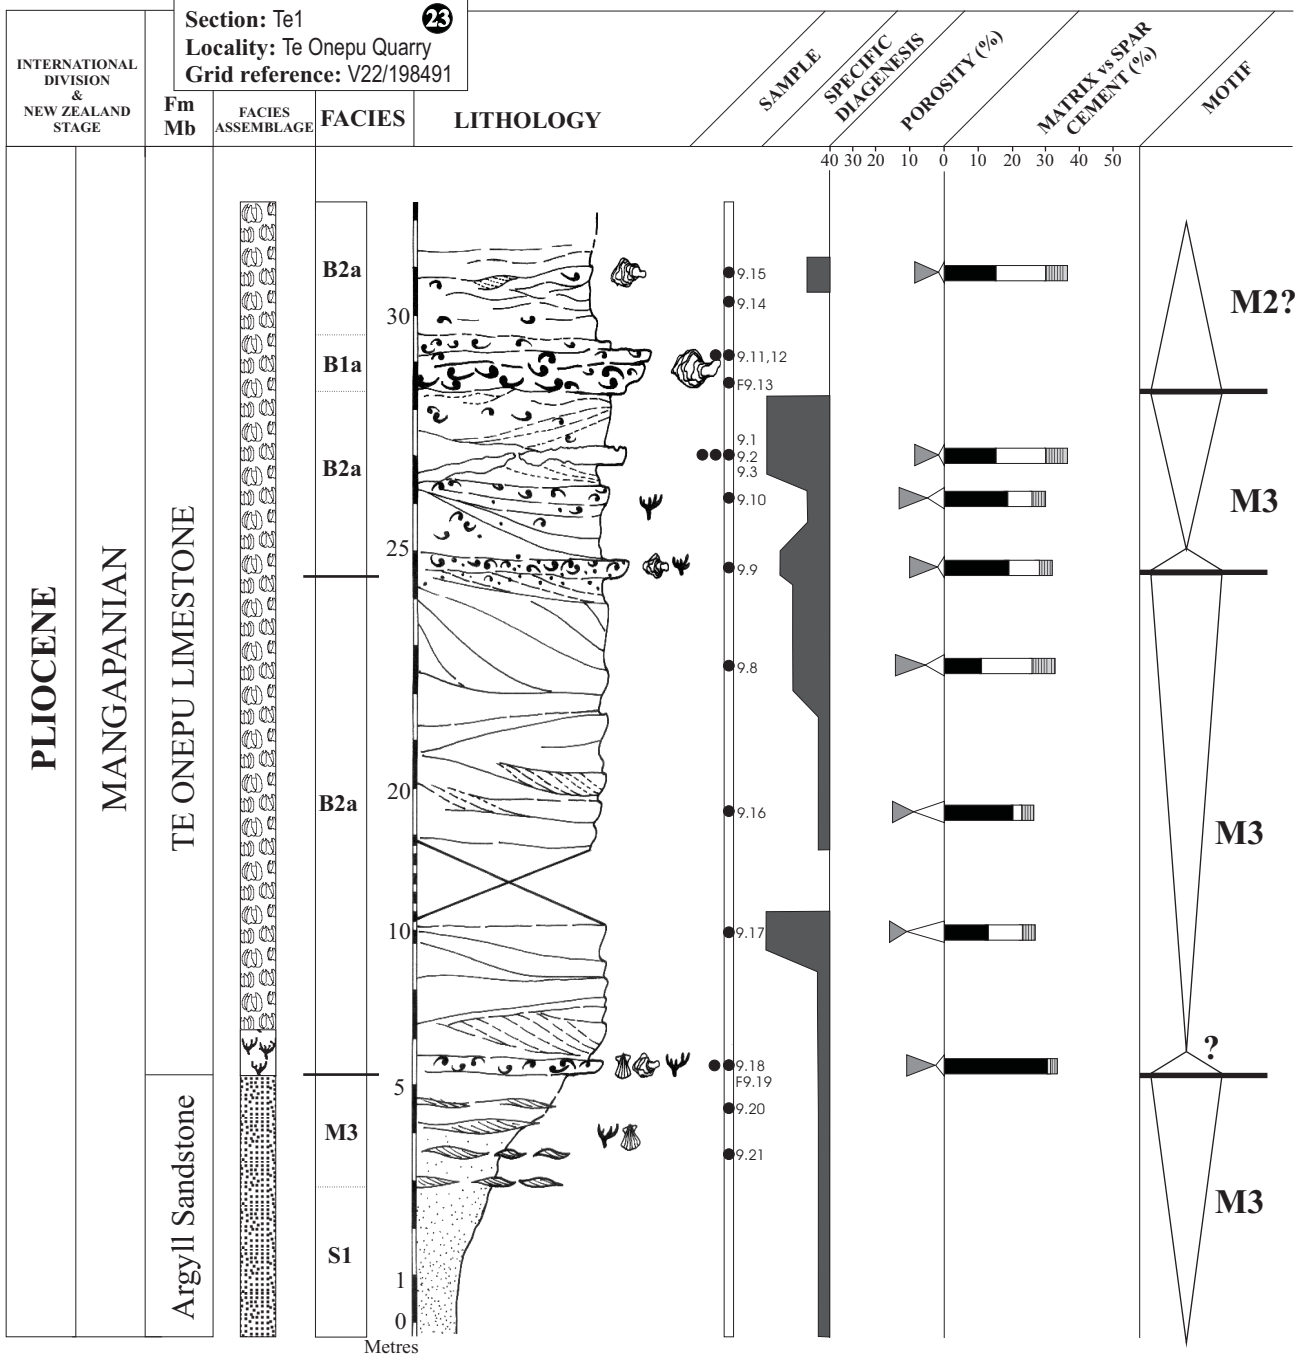 Section: Te1
23
Locality: Te Onepu Quarry
Grid reference: V22/198491
INTERNATIONAL
DIVISION
&
NEW ZEALAND
STAGE
Fm
Mb
FACIES
ASSEMBLAGE
FACIES
LITHOLOGY
SAMPLE
SPECIFIC
DIAGENESIS
POROSITY (%)
MATRIX vs SPAR
CEMENT (%)
MOTIF
40 30 20 10 0 10 20 30 40 50
PLIOCENE
MANGAPANIAN
TE ONEPU LIMESTONE
Argyll Sandstone
B2a
B1a
B2a
B2a
M3
S1
30
25
20
10
5
1
0
Metres
9.15
9.14
9.11,12
F9.13
9.1
9.2
9.3
9.10
9.9
9.8
9.16
9.17
9.18
F9.19
9.20
9.21
M2?
M3
M3
?
M3